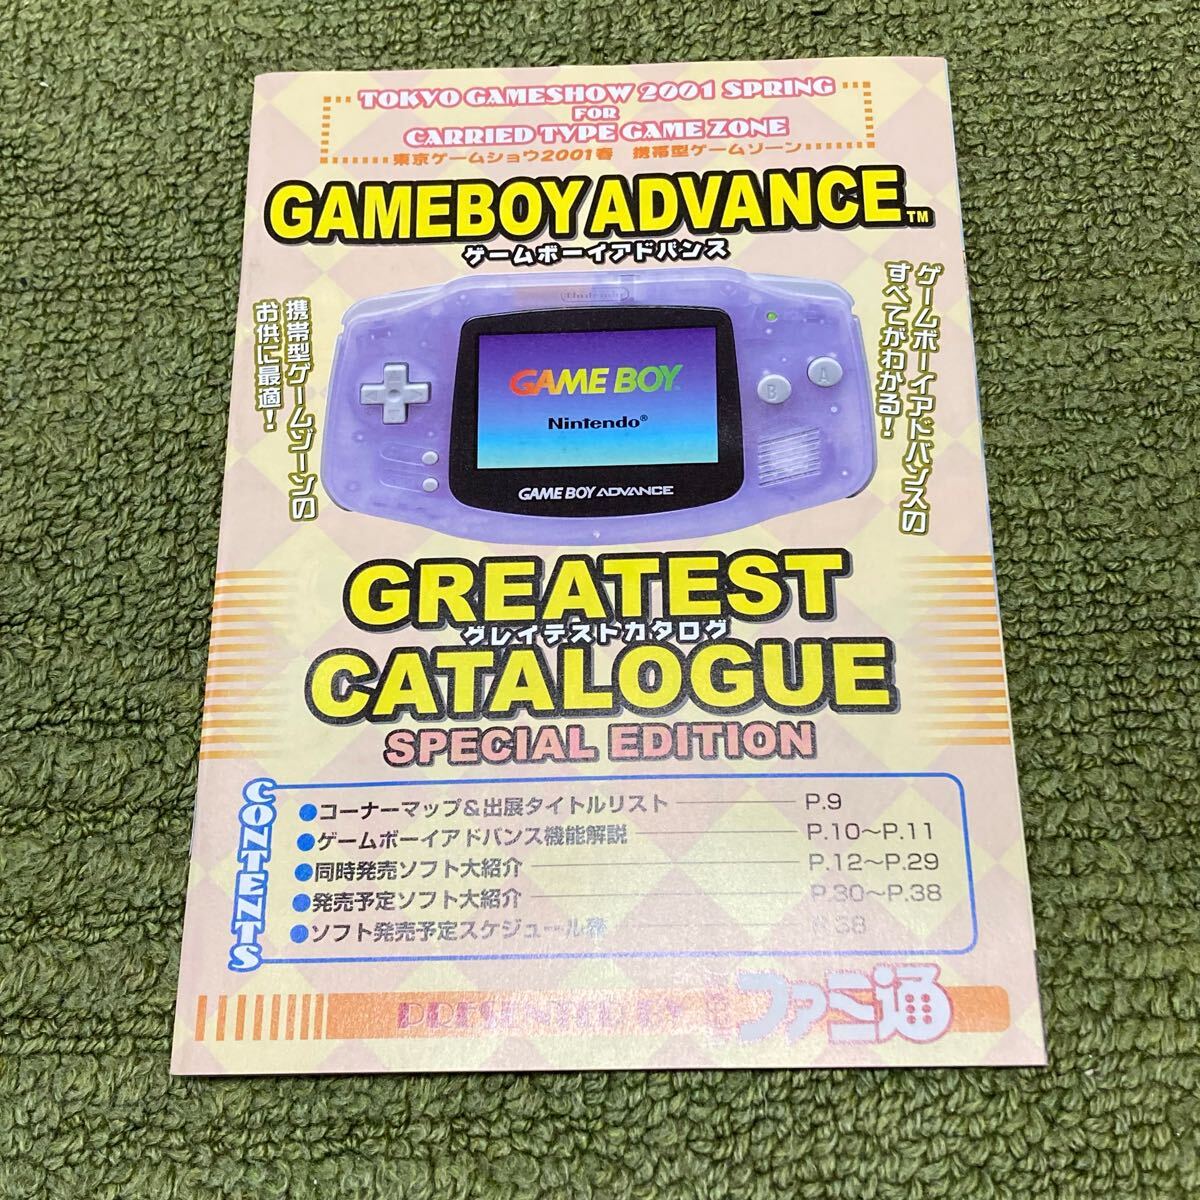 TOKYO GAMESHOW 2001 SPRING
FOR
CARRIED TYPE GAME ZONE
東京ゲームショウ2001春 携帯型ゲームゾーン
GAMEBOY ADVANCE™
ゲームボーイアドバンス
ゲームボーイアドバンスの
すべてがわかる!
携帯型ゲームゾーンの
お供に最適!
Nintendo
GAME BOY
Nintendo®
B
A
GAME BOY ADVANCE
GREATEST
グレイテストカタログ
CATALOGUE
SPECIAL EDITION
CONTENTS
●コーナーマップ&出展タイトルリスト P.9
●ゲームボーイアドバンス機能解説 P.10〜P.11
●同時発売ソフト大紹介 P.12〜P.29
●発売予定ソフト大紹介 P.30〜P.38
●ソフト発売予定スケジュール表 P.38
PRESENTED BY ファミ通